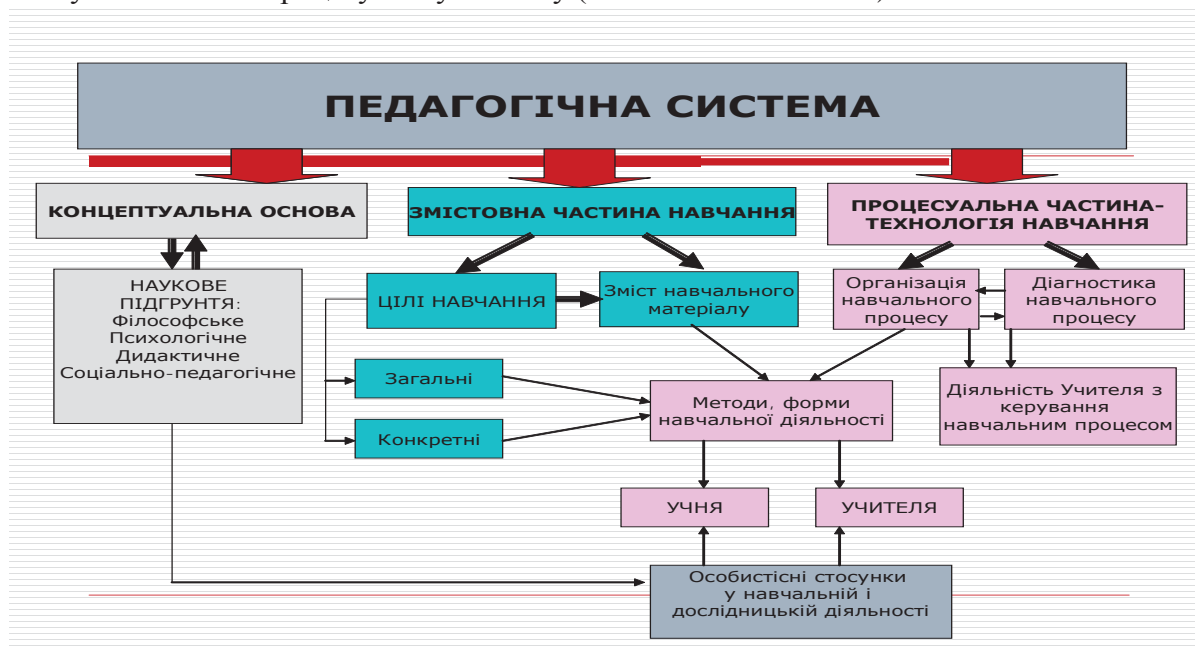 ПЕДАГОГІЧНА СИСТЕМА
КОНЦЕПТУАЛЬНА ОСНОВА
ЗМІСТОВНА ЧАСТИНА НАВЧАННЯ
ПРОЦЕСУАЛЬНА ЧАСТИНА-
ТЕХНОЛОГІЯ НАВЧАННЯ
НАУКОВЕ
ПІДГРУНТЯ:
Філософське
Психологічне
Дидактичне
Соціально-педагогічне
ЦІЛІ НАВЧАННЯ
Зміст навчального
матеріалу
Організація
навчального
процесу
Діагностика
навчального
процесу
Загальні
Конкретні
Методи, форми
навчальної діяльності
Діяльність Учителя з
керування
навчальним процесом
УЧНЯ
УЧИТЕЛЯ
Особистісні стосунки
у навчальній і
дослідницькій діяльності